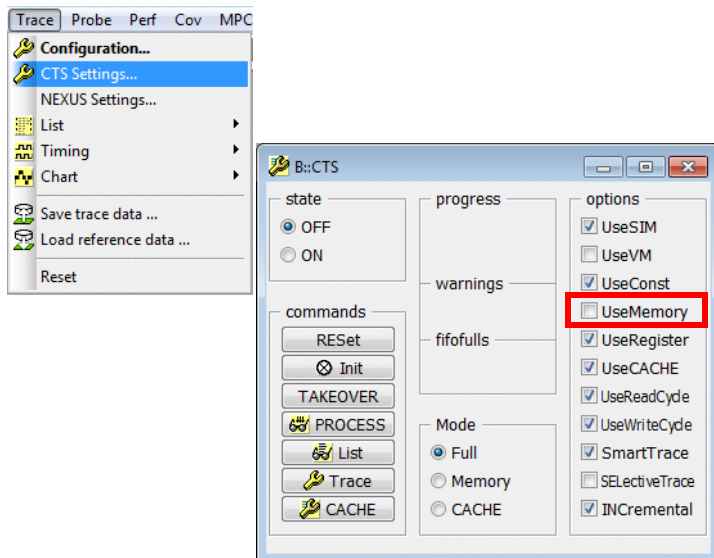 Trace Probe Perf Cov MPC
Configuration...
CTS Settings...
NEXUS Settings...
List
Timing
Chart
Save trace data ...
Load reference data ...
Reset
B::CTS
state
OFF
ON
commands
RESet
Init
TAKEOVER
PROCESS
List
Trace
CACHE
progress
warnings
fifofulls
Mode
Full
Memory
CACHE
options
UseSIM
UseVM
UseConst
UseMemory
UseRegister
UseCACHE
UseReadCycle
UseWriteCycle
SmartTrace
SELectiveTrace
INCremental